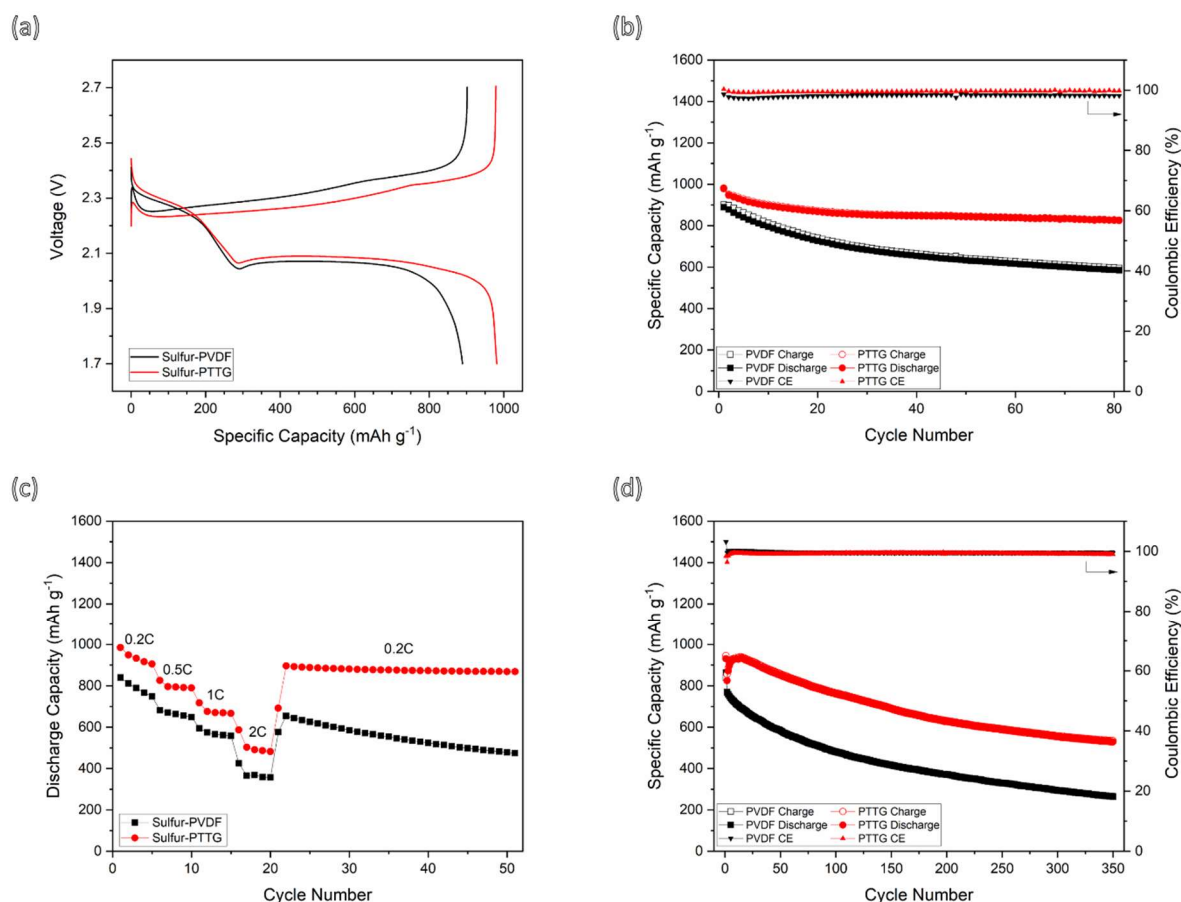 (a)
2.7
2.5
2.3
2.1
1.9
1.7
Voltage (V)
Sulfur-PVDF
Sulfur-PTTG
0 200 400 600 800 1000
Specific Capacity (mAh g⁻¹)
(b)
1600
1400
1200
1000
800
600
400
200
0
Specific Capacity (mAh g⁻¹)
100
80
60
40
20
0
Coulombic Efficiency (%)
PVDF Charge PTTG Charge
PVDF Discharge PTTG Discharge
PVDF CE PTTG CE
0 20 40 60 80
Cycle Number
(c)
1600
1400
1200
1000
800
600
400
200
0
Discharge Capacity (mAh g⁻¹)
0.2C
0.5C
1C
2C
0.2C
Sulfur-PVDF
Sulfur-PTTG
0 10 20 30 40 50
Cycle Number
(d)
1600
1400
1200
1000
800
600
400
200
0
Specific Capacity (mAh g⁻¹)
100
80
60
40
20
0
Coulombic Efficiency (%)
PVDF Charge PTTG Charge
PVDF Discharge PTTG Discharge
PVDF CE PTTG CE
0 50 100 150 200 250 300 350
Cycle Number